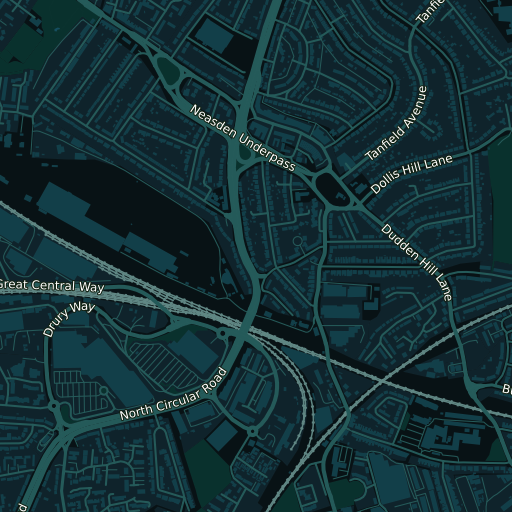 Neasden Underpass
Tanfield Avenue
Dollis Hill Lane
Dudden Hill Lane
Great Central Way
Drury Way
North Circular Road